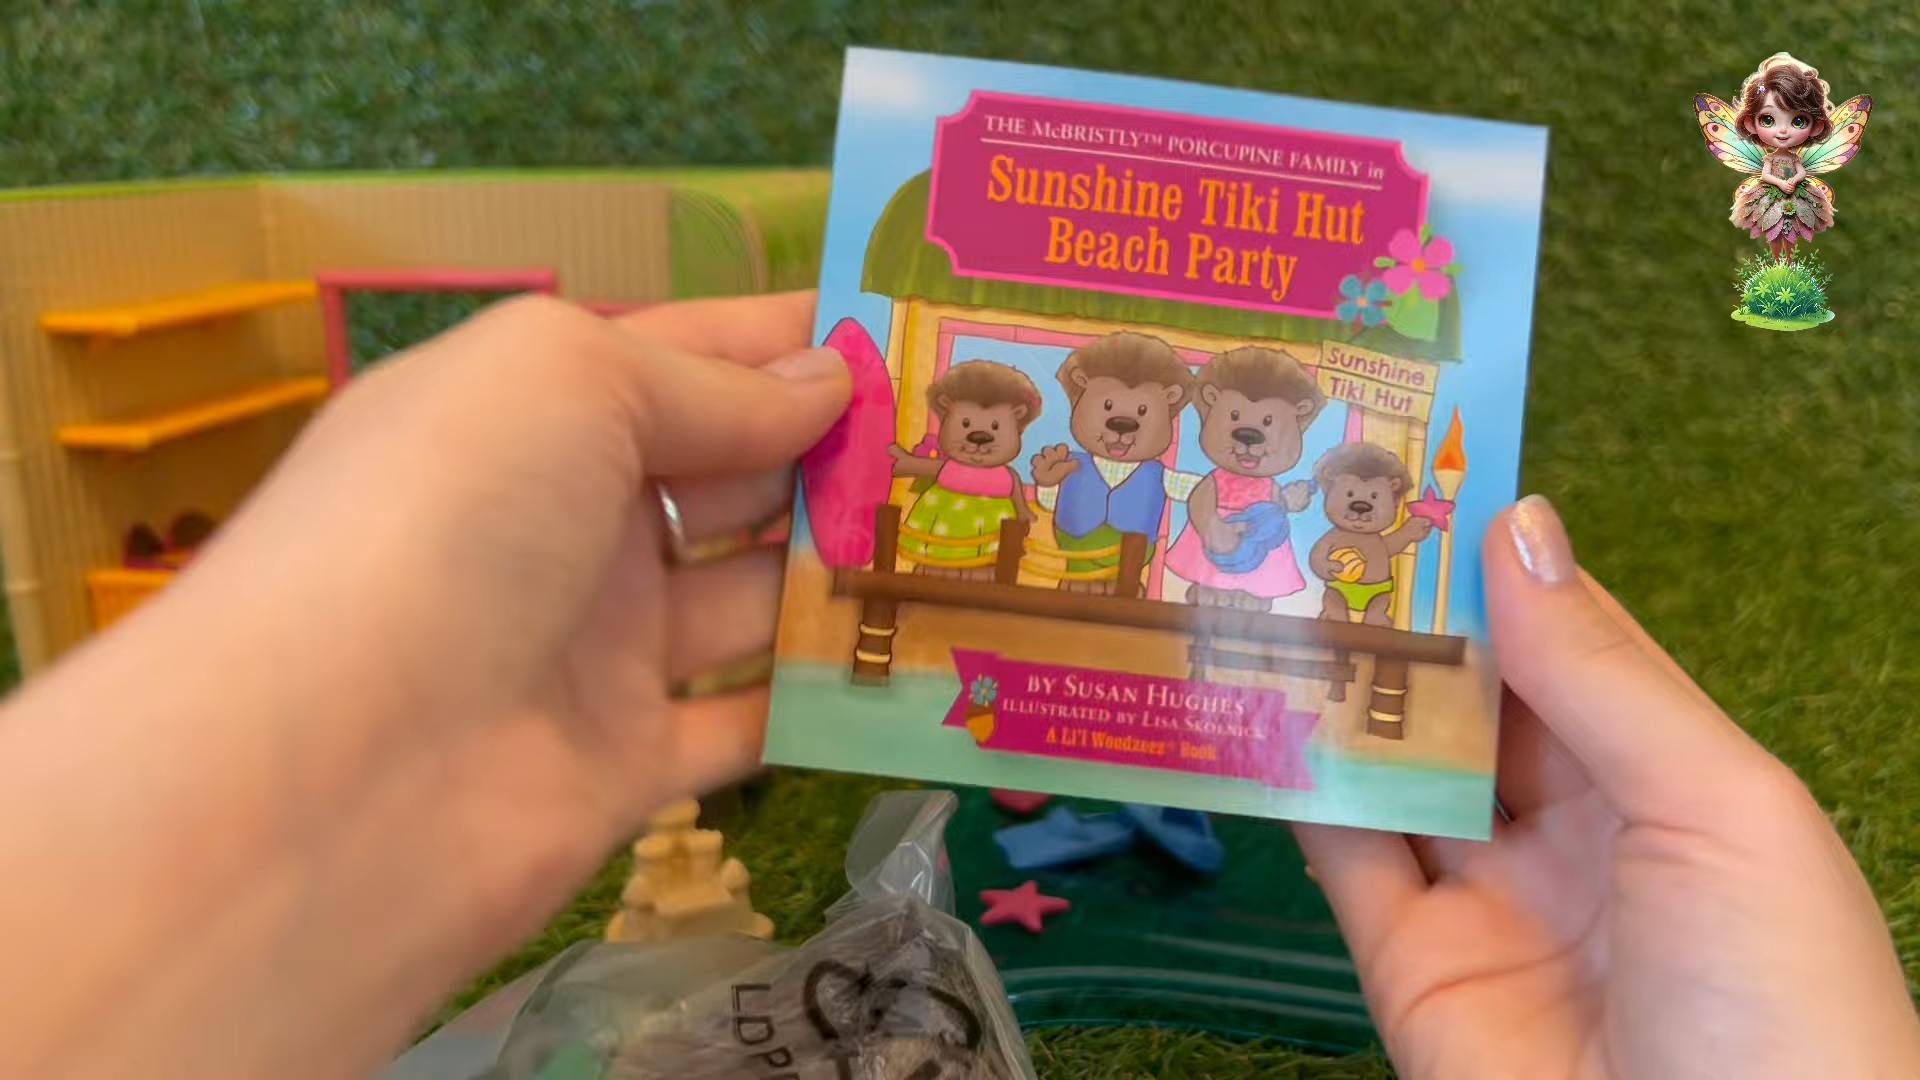 THE McBRISTLY™ PORCUPINE FAMILY in
Sunshine Tiki Hut
Beach Party
Sunshine
Tiki Hut
BY SUSAN HUGHES
ILLUSTRATED BY LISA SKOLNICK
A Li'l Woodzeez® Book
LDPE